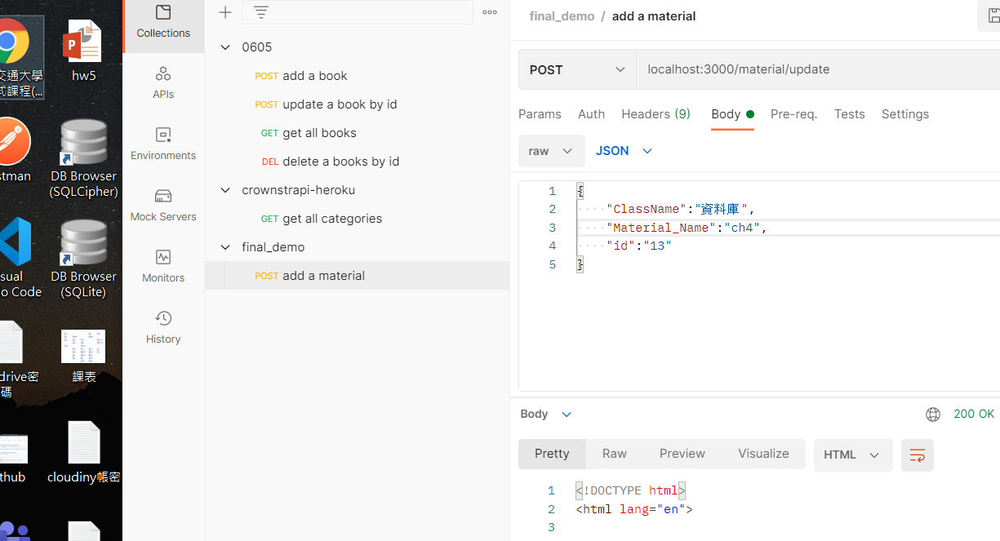 交通大學
式課程(...
hw5
stman
DB Browser
(SQLCipher)
sual
o Code
DB Browser
(SQLite)
drive密
碼
課表
thub
cloudiny帳密
Collections
APIs
Environments
Mock Servers
Monitors
History
0605
POST add a book
POST update a book by id
GET get all books
DEL delete a books by id
crownstrapi-heroku
GET get all categories
final_demo
POST add a material
final_demo / add a material
POST localhost:3000/material/update
Params Auth Headers (9) Body Pre-req. Tests Settings
raw JSON
1 {
2 "ClassName":"資料庫",
3 "Material_Name":"ch4",
4 "id":"13"
5 }
Body 200 OK
Pretty Raw Preview Visualize HTML
1 <!DOCTYPE html>
2 <html lang="en">
3